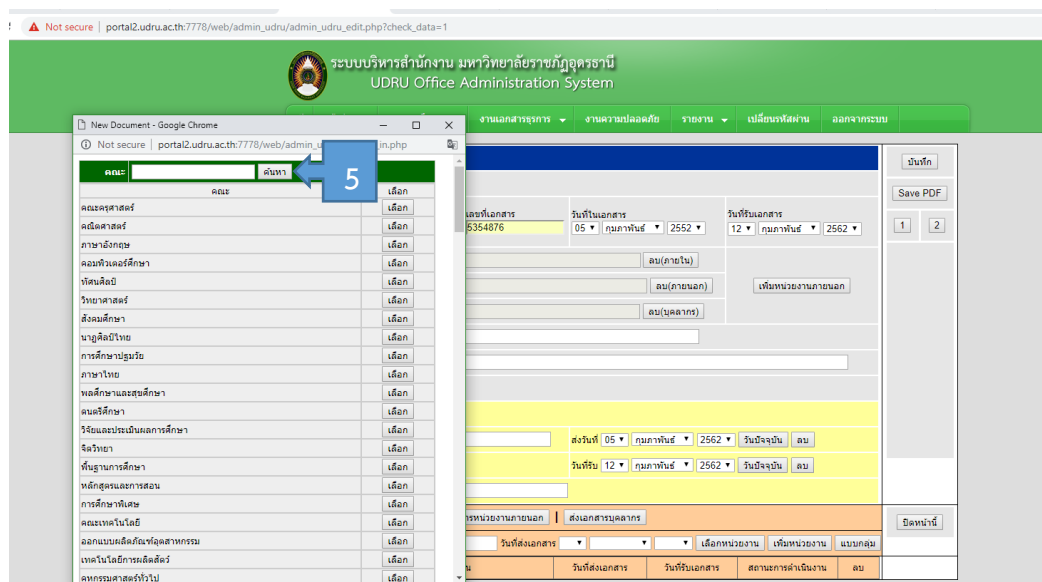 Not secure | portal2.udru.ac.th:7778/web/admin_udru/admin_udru_edit.php?check_data=1
ระบบบริหารสำนักงาน มหาวิทยาลัยราชภัฏอุดรธานี
UDRU Office Administration System
งานเอกสารธุรการ งานความปลอดภัย รายงาน เปลี่ยนรหัสผ่าน ออกจากระบบ
New Document - Google Chrome
Not secure | portal2.udru.ac.th:7778/web/admin_u in.php
คณะ ค้นหา
5
คณะ เลือก
คณะครุศาสตร์ เลือก
คณิตศาสตร์ เลือก
ภาษาอังกฤษ เลือก
คอมพิวเตอร์ศึกษา เลือก
ทัศนศิลป์ เลือก
วิทยาศาสตร์ เลือก
สังคมศึกษา เลือก
นาฏศิลป์ไทย เลือก
การศึกษาปฐมวัย เลือก
ภาษาไทย เลือก
พลศึกษาและสุขศึกษา เลือก
ดนตรีศึกษา เลือก
วิจัยและประเมินผลการศึกษา เลือก
จิตวิทยา เลือก
พื้นฐานการศึกษา เลือก
หลักสูตรและการสอน เลือก
การศึกษาพิเศษ เลือก
คณะเทคโนโลยี เลือก
ออกแบบผลิตภัณฑ์อุตสาหกรรม เลือก
เทคโนโลยีการผลิตสัตว์ เลือก
คหกรรมศาสตร์ทั่วไป เลือก
บันทึก
Save PDF
1 2
เลขที่เอกสาร วันที่ในเอกสาร วันที่รับเอกสาร
5354876 05 กุมภาพันธ์ 2552 12 กุมภาพันธ์ 2562
ลบ(ภายใน)
ลบ(ภายนอก) เพิ่มหน่วยงานภายนอก
ลบ(บุคลากร)
ส่งวันที่ 05 กุมภาพันธ์ 2562 วันปัจจุบัน ลบ
วันที่รับ 12 กุมภาพันธ์ 2562 วันปัจจุบัน ลบ
ารหน่วยงานภายนอก | ส่งเอกสารบุคลากร
ปิดหน้านี้
วันที่ส่งเอกสาร เลือกหน่วยงาน เพิ่มหน่วยงาน แบบกลุ่ม
น วันที่ส่งเอกสาร วันที่รับเอกสาร สถานะการดำเนินงาน ลบ